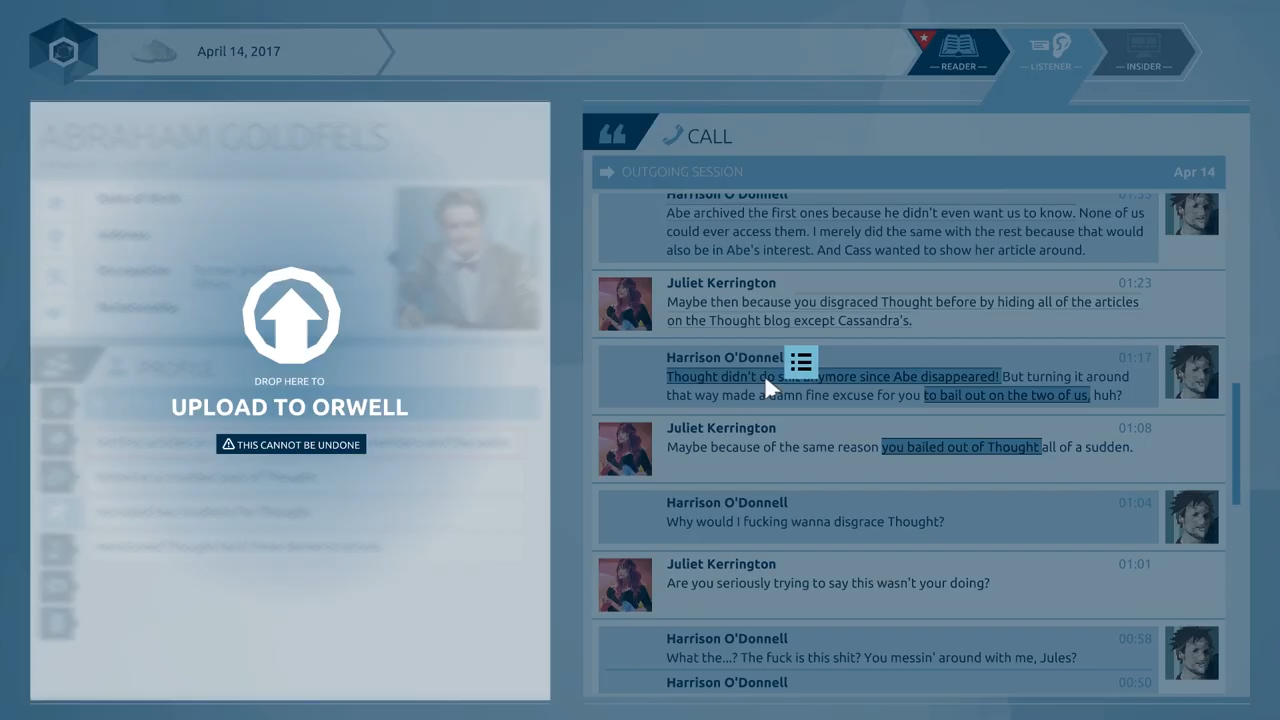 April 14, 2017
READER
LISTENER
INSIDER
ABRAHAM GOLDFELS
CALL
OUTGOING SESSION
Apr 14
Harrison O'Donnell
01:35
Abe archived the first ones because he didn't even want us to know. None of us
could ever access them. I merely did the same with the rest because that would
also be in Abe's interest. And Cass wanted to show her article around.
Juliet Kerrington
01:23
Maybe then because you disgraced Thought before by hiding all of the articles
on the Thought blog except Cassandra's.
Harrison O'Donnel
01:17
Thought didn't do shit anymore since Abe disappeared! But turning it around
that way made a damn fine excuse for you to bail out on the two of us, huh?
Juliet Kerrington
01:08
Maybe because of the same reason you bailed out of Thought all of a sudden.
Harrison O'Donnell
01:04
Why would I fucking wanna disgrace Thought?
Juliet Kerrington
01:01
Are you seriously trying to say this wasn't your doing?
Harrison O'Donnell
00:58
What the...? The fuck is this shit? You messin' around with me, Jules?
Harrison O'Donnell
00:50
DROP HERE TO
UPLOAD TO ORWELL
THIS CANNOT BE UNDONE